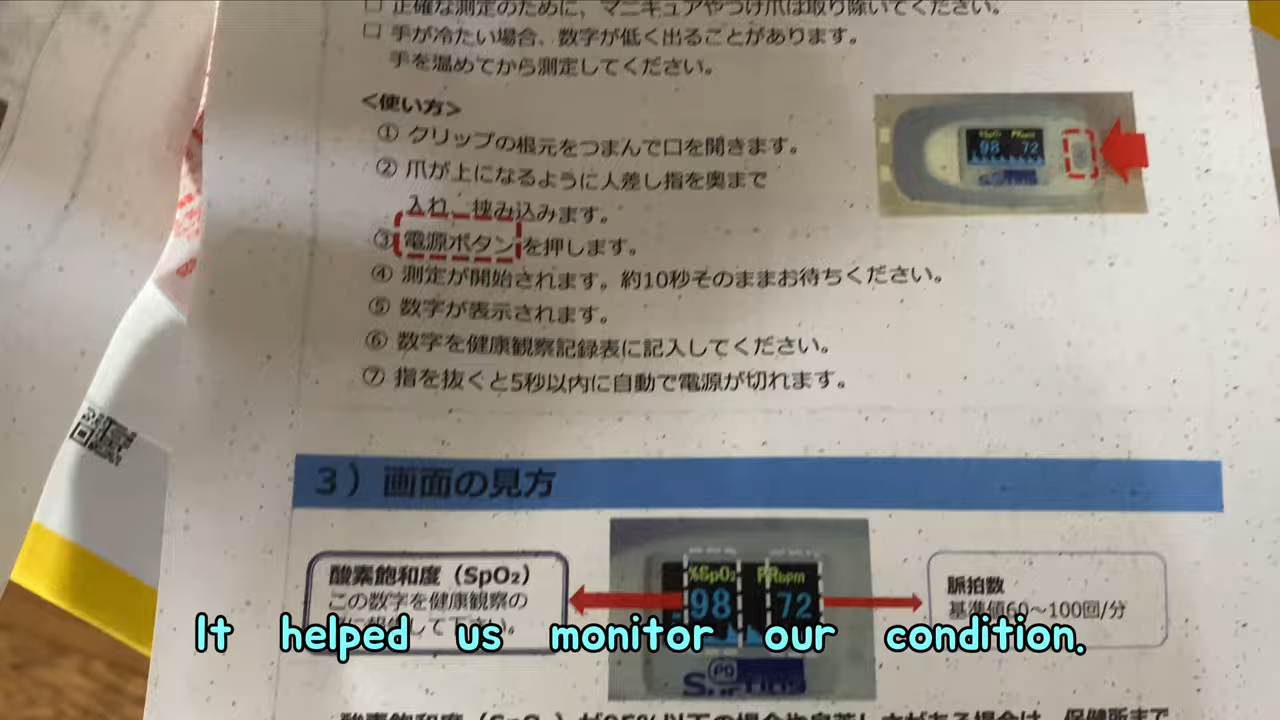 □ 正確な測定のために、マニキュアやつけ爪は取り除いてください。
□ 手が冷たい場合、数字が低く出ることがあります。
手を温めてから測定してください。
<使い方>
① クリップの根元をつまんで口を開きます。
② 爪が上になるように人差し指を奥まで
入れ、挟み込みます。
③ 電源ボタンを押します。
④ 測定が開始されます。約10秒そのままお待ちください。
⑤ 数字が表示されます。
⑥ 数字を健康観察記録表に記入してください。
⑦ 指を抜くと5秒以内に自動で電源が切れます。
%SpO₂ PRbpm
98 72
3）画面の見方
酸素飽和度（SpO₂）
この数字を健康観察の
%SpO₂ PRbpm
98 72
脈拍数
基準値60～100回/分
It helped us monitor our condition.